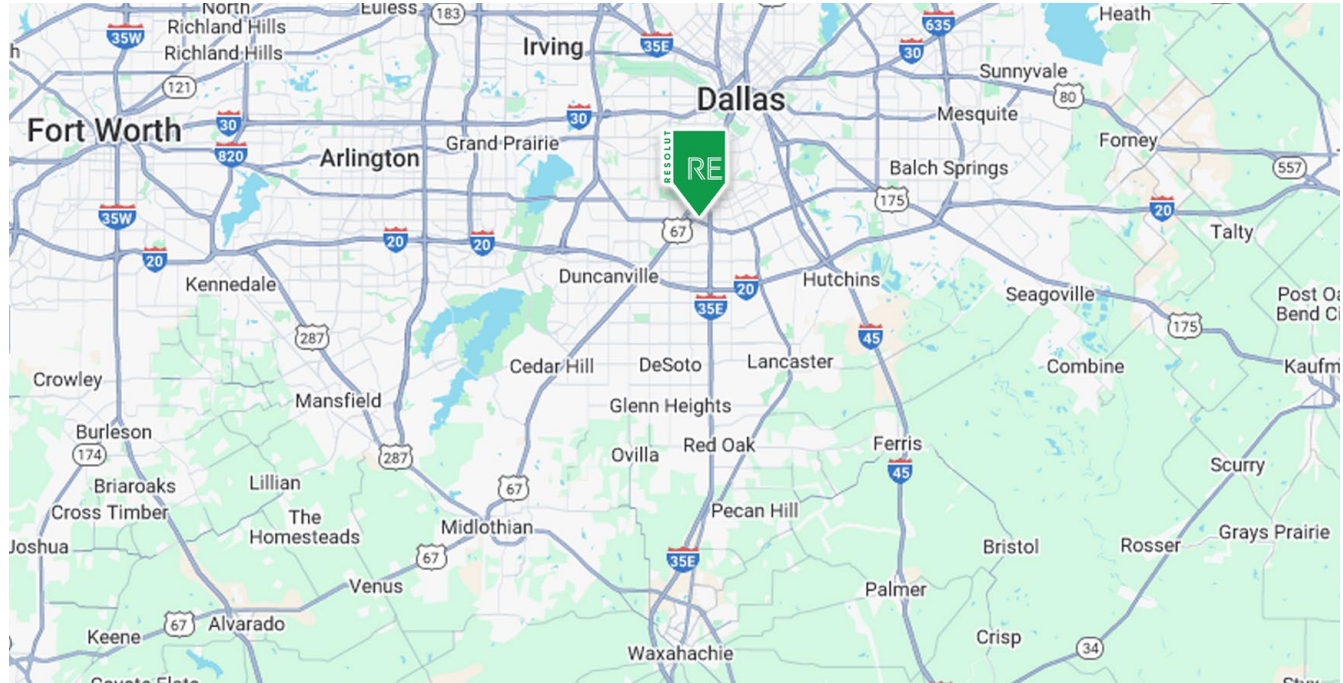 North
Richland Hills
Richland Hills
Euless
183
35W
121
Irving
35E
635
30
Heath
Sunnyvale
80
Dallas
Mesquite
Fort Worth
30
820
Arlington
Grand Prairie
30
RESOLUT
RE
Forney
Balch Springs
557
175
20
35W
67
Talty
20
20
20
Kennedale
Duncanville
20
35E
Hutchins
Seagoville
Post Oa
Bend Ci
287
45
175
Crowley
Cedar Hill
DeSoto
Lancaster
Combine
Kaufm
Mansfield
Glenn Heights
Burleson
174
287
Ovilla
Red Oak
Ferris
45
Scurry
Briaroaks
Lillian
67
Cross Timber
The
Homesteads
Midlothian
Pecan Hill
Joshua
67
35E
Bristol
Rosser
Grays Prairie
Venus
Palmer
67
Keene
Alvarado
Waxahachie
Crisp
34